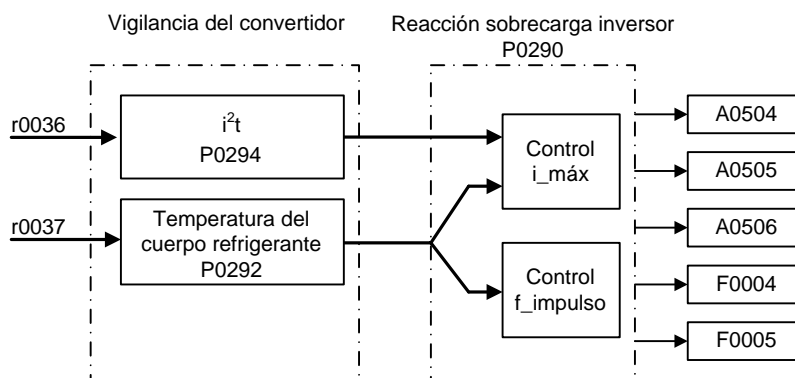 Vigilancia del convertidor
Reacción sobrecarga inversor
P0290
r0036
i²t
P0294
r0037
Temperatura del
cuerpo refrigerante
P0292
Control
i_máx
Control
f_impulso
A0504
A0505
A0506
F0004
F0005